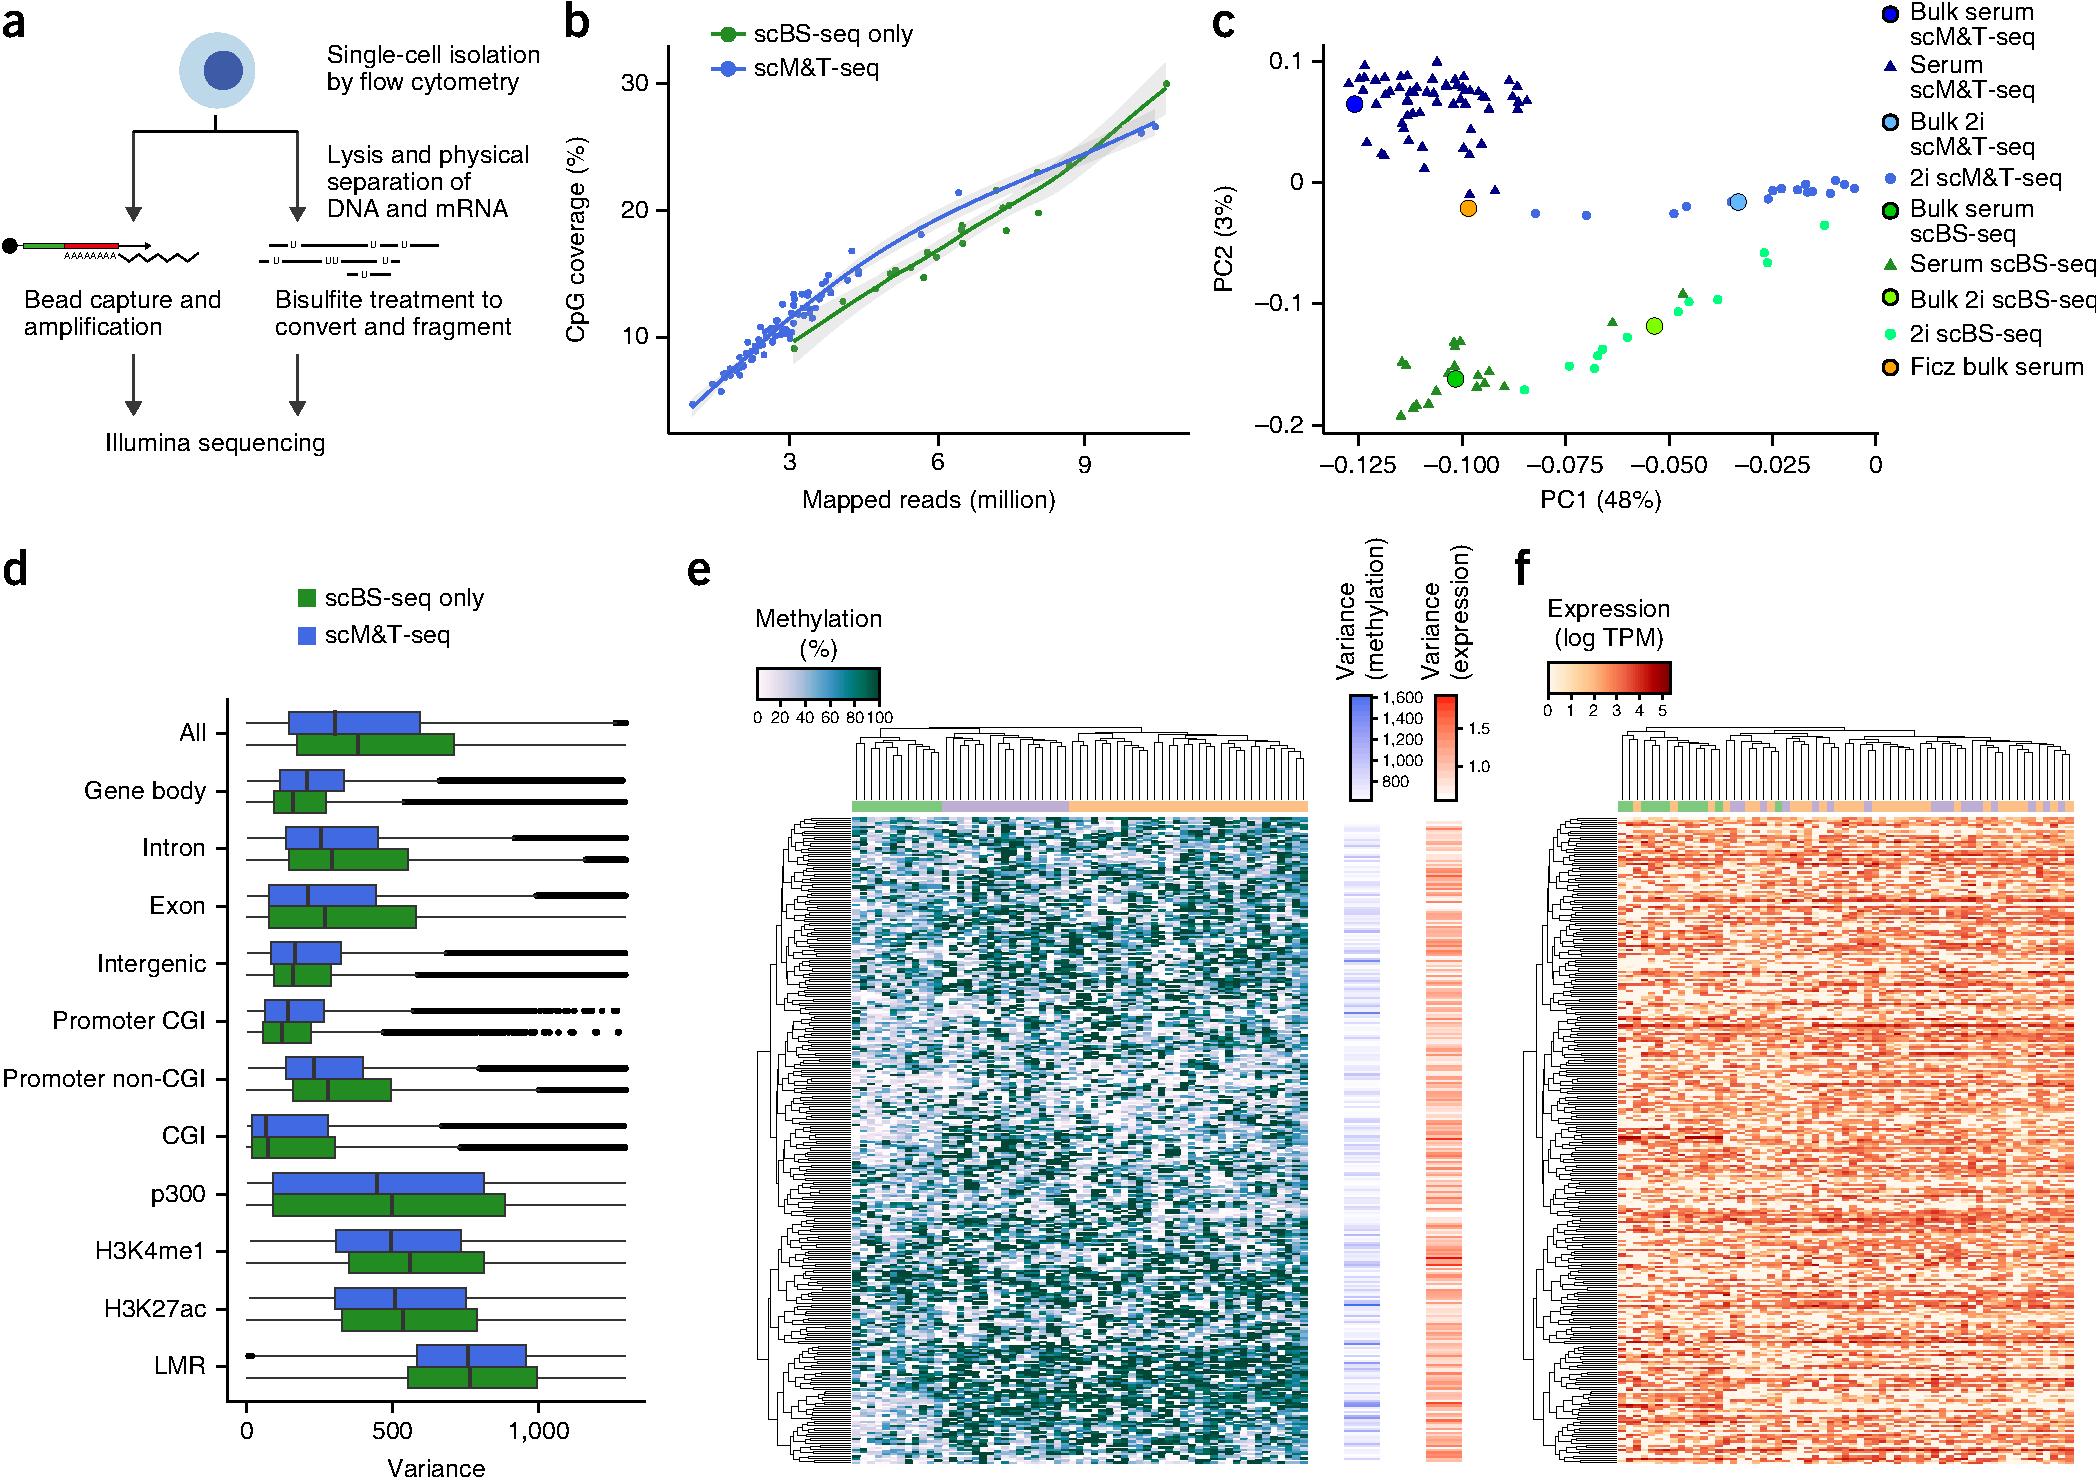 a
Single-cell isolation
by flow cytometry
Lysis and physical
separation of
DNA and mRNA
AAAAAAAA
U
U
U
U
UU
U
U
Bead capture and
amplification
Bisulfite treatment to
convert and fragment
Illumina sequencing
b
scBS-seq only
scM&T-seq
CpG coverage (%)
30
20
10
3
6
9
Mapped reads (million)
c
PC2 (3%)
0.1
0
–0.1
–0.2
–0.125
–0.100
–0.075
–0.050
–0.025
0
PC1 (48%)
Bulk serum
scM&T-seq
Serum
scM&T-seq
Bulk 2i
scM&T-seq
2i scM&T-seq
Bulk serum
scBS-seq
Serum scBS-seq
Bulk 2i scBS-seq
2i scBS-seq
Ficz bulk serum
d
scBS-seq only
scM&T-seq
All
Gene body
Intron
Exon
Intergenic
Promoter CGI
Promoter non-CGI
CGI
p300
H3K4me1
H3K27ac
LMR
0
500
1,000
Variance
e
Methylation
(%)
0 20 40 60 80 100
Variance
(methylation)
1,600
1,400
1,200
1,000
800
Variance
(expression)
1.5
1.0
f
Expression
(log TPM)
0 1 2 3 4 5